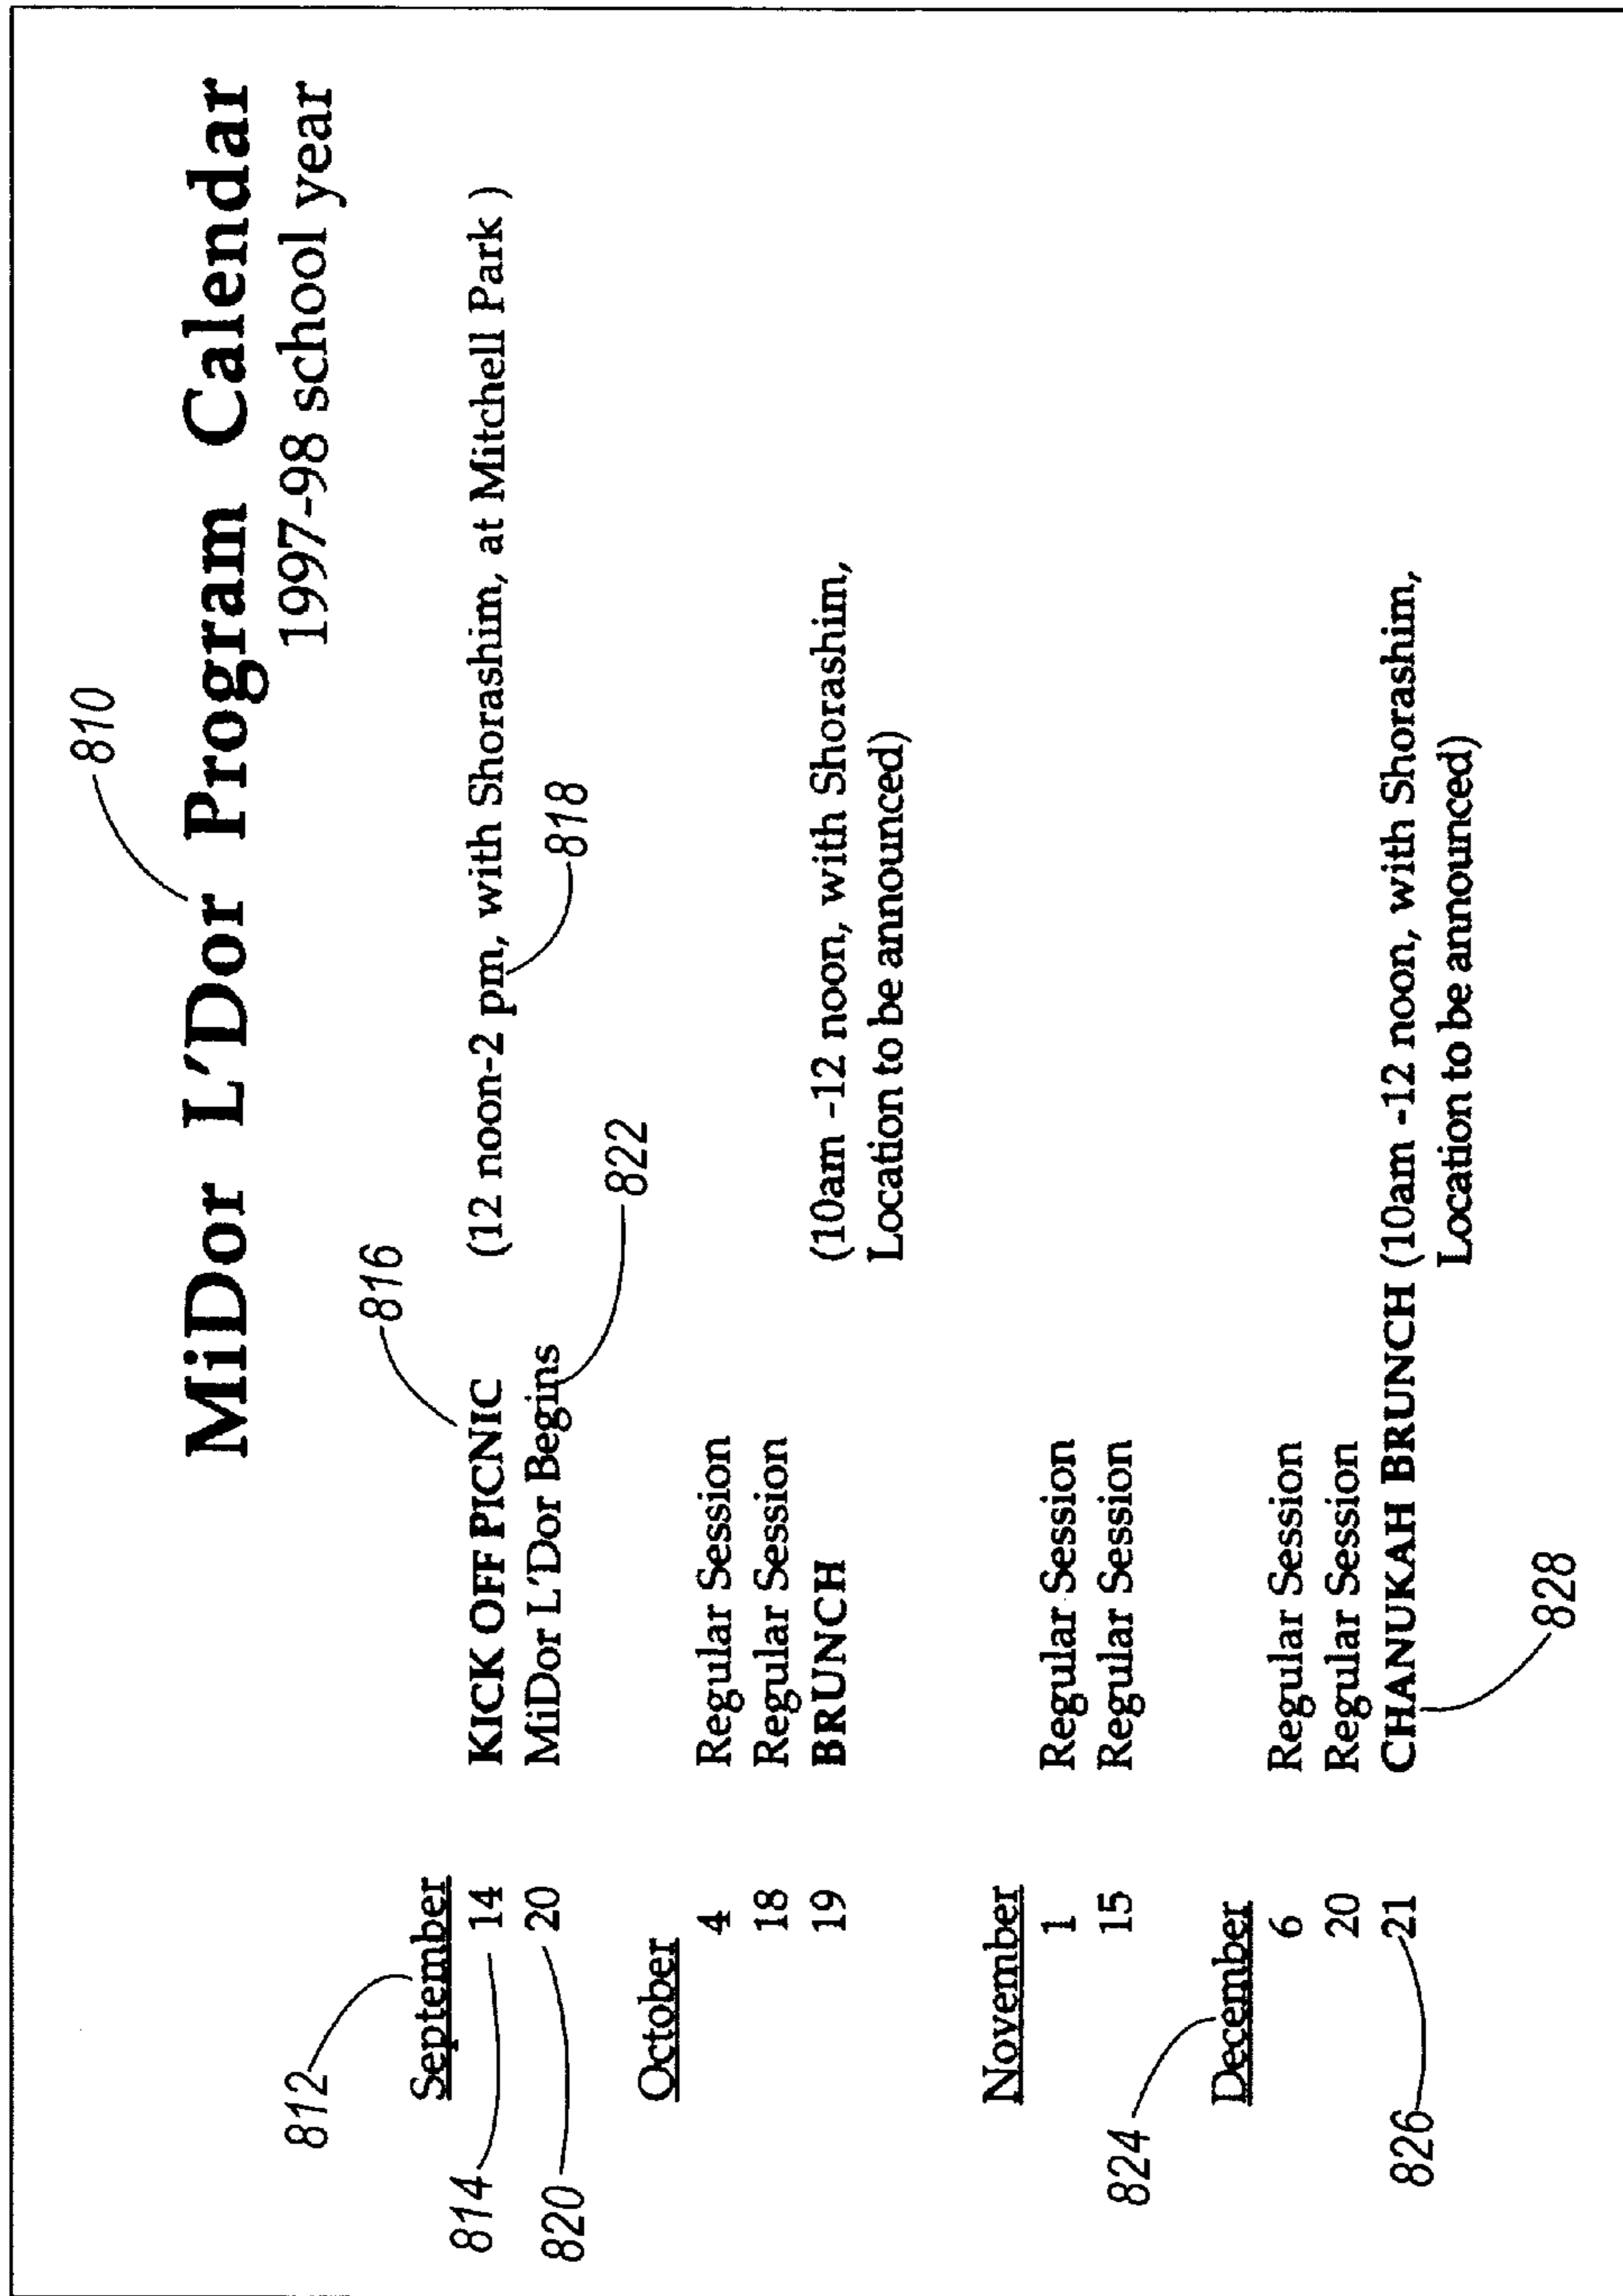 810
MiDor L'Dor Program Calendar
1997-98 school year
812
816
September
814
14 KICK OFF PICNIC (12 noon-2 pm, with Shorashim, at Mitchell Park )
820
20 MiDor L'Dor Begins
822
818
October
4 Regular Session
18 Regular Session
19 BRUNCH (10am -12 noon, with Shorashim,
Location to be announced)
November
1 Regular Session
15 Regular Session
824
December
6 Regular Session
20 Regular Session
826
21 CHANUKAH BRUNCH (10am -12 noon, with Shorashim,
Location to be announced)
828